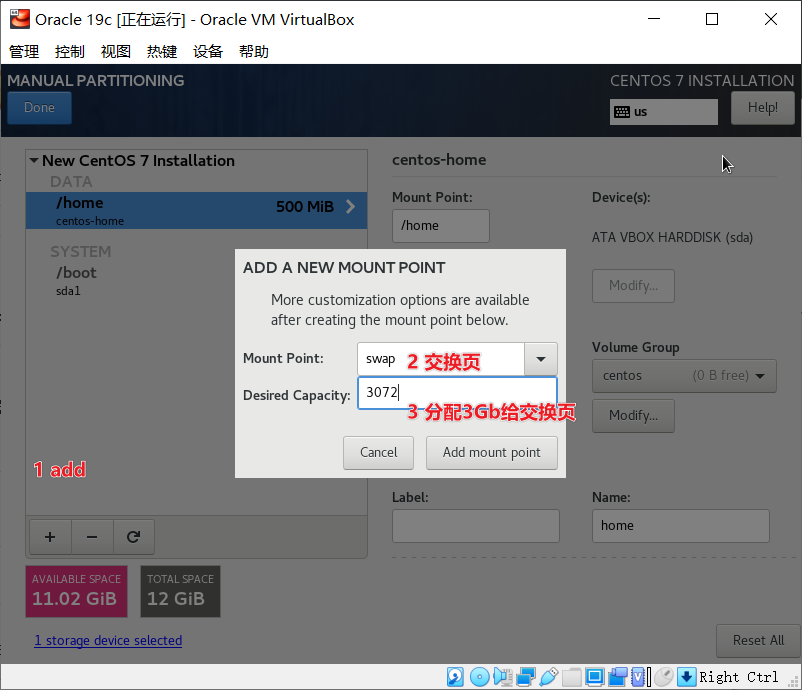 Oracle 19c [正在运行] - Oracle VM VirtualBox
管理 控制 视图 热键 设备 帮助
MANUAL PARTITIONING
CENTOS 7 INSTALLATION
Done
us
Help!
New CentOS 7 Installation
DATA
/home
500 MiB
centos-home
SYSTEM
/boot
sda1
centos-home
Mount Point:
/home
Device(s):
ATA VBOX HARDDISK (sda)
Modify...
Volume Group
centos (0 B free)
Modify...
ADD A NEW MOUNT POINT
More customization options are available
after creating the mount point below.
Mount Point: swap
2 交换页
Desired Capacity: 3072
3 分配3Gb给交换页
Cancel Add mount point
1 add
Label:
Name:
home
+ −
AVAILABLE SPACE
11.02 GiB
TOTAL SPACE
12 GiB
1 storage device selected
Reset All
Right Ctrl